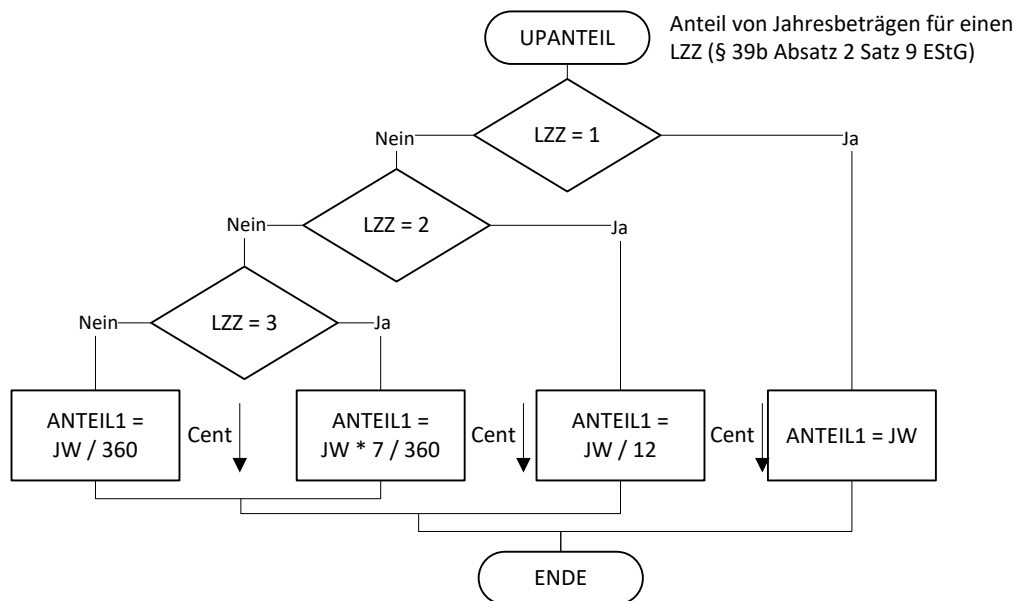 UPANTEIL
Anteil von Jahresbeträgen für einen
LZZ (§ 39b Absatz 2 Satz 9 EStG)
Nein
LZZ = 1
Ja
Nein
LZZ = 2
Ja
Nein
LZZ = 3
Ja
ANTEIL1 =
JW / 360
Cent
ANTEIL1 =
JW * 7 / 360
Cent
ANTEIL1 =
JW / 12
Cent
ANTEIL1 = JW
ENDE